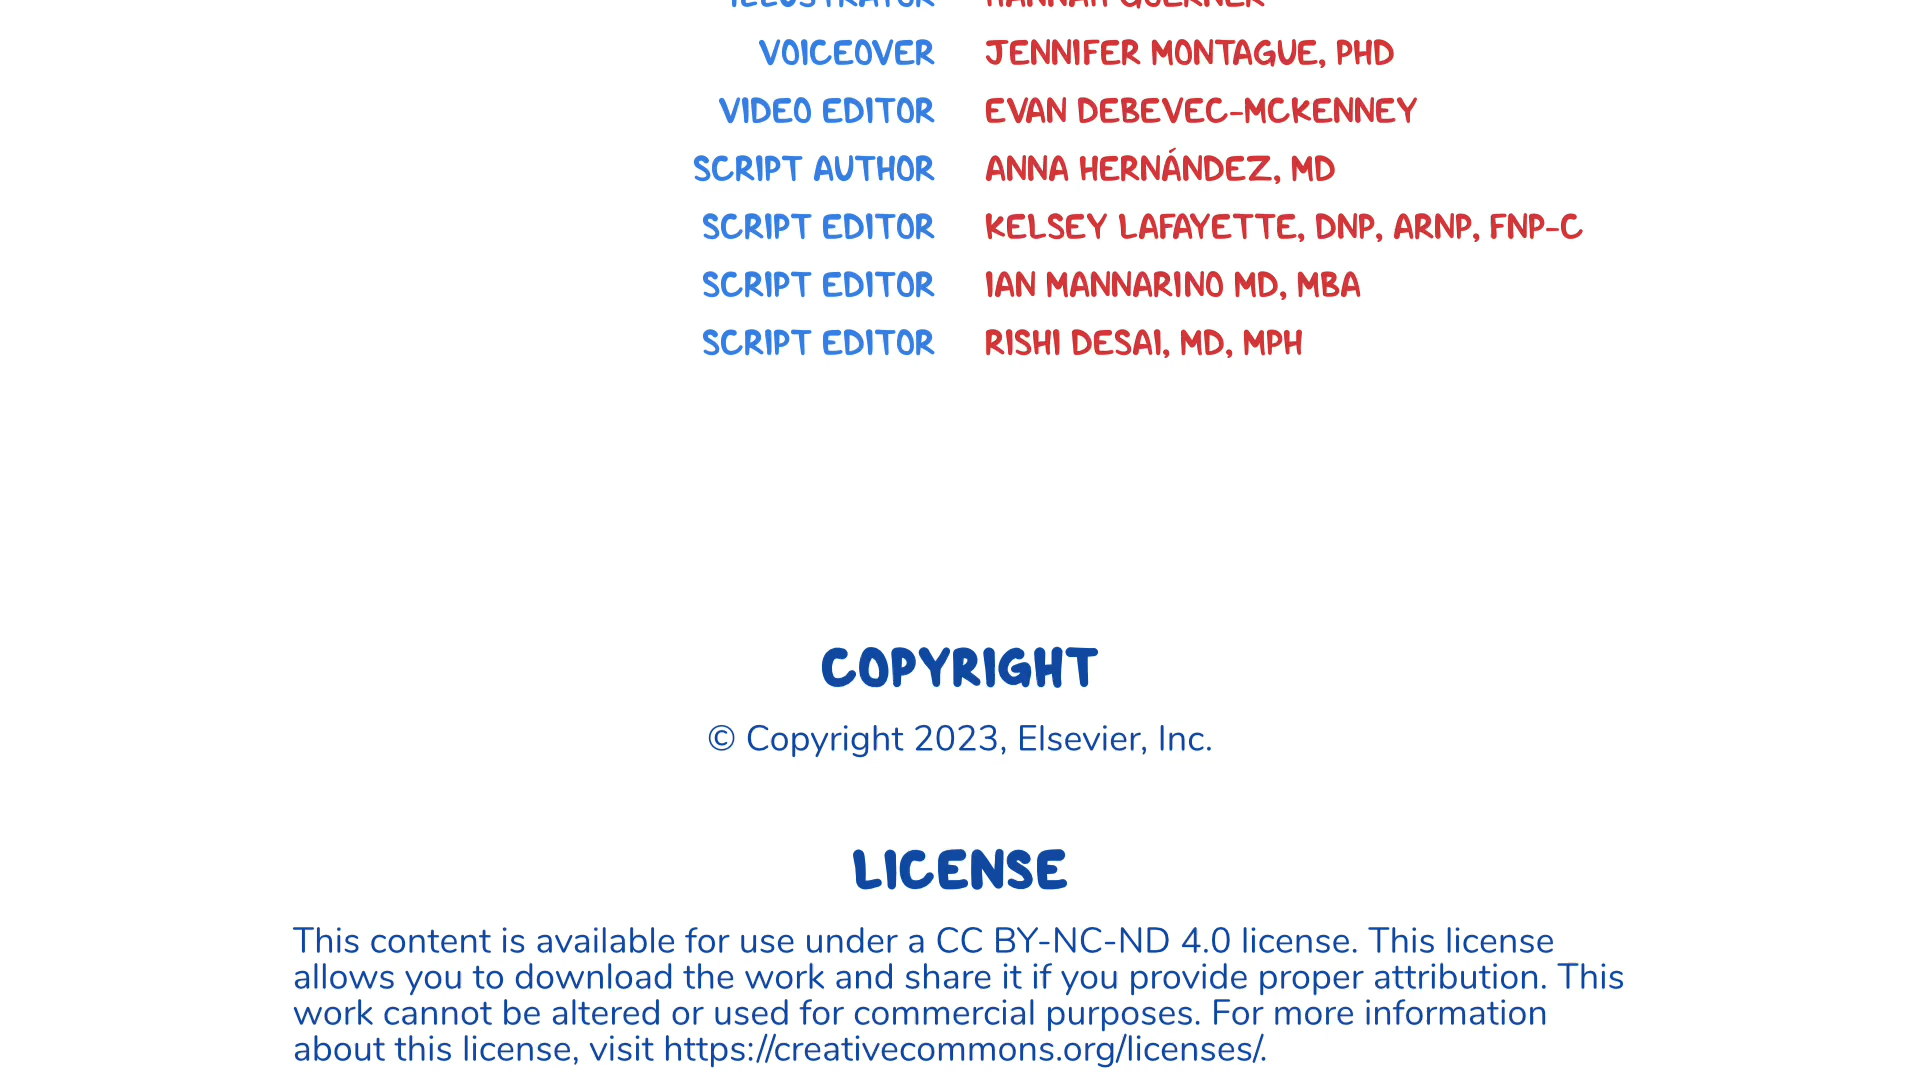 ILLUSTRATOR HANNAH GUERNER
VOICEOVER JENNIFER MONTAGUE, PHD
VIDEO EDITOR EVAN DEBEVEC-MCKENNEY
SCRIPT AUTHOR ANNA HERNÁNDEZ, MD
SCRIPT EDITOR KELSEY LAFAYETTE, DNP, ARNP, FNP-C
SCRIPT EDITOR IAN MANNARINO MD, MBA
SCRIPT EDITOR RISHI DESAI, MD, MPH
COPYRIGHT
© Copyright 2023, Elsevier, Inc.
LICENSE
This content is available for use under a CC BY-NC-ND 4.0 license. This license
allows you to download the work and share it if you provide proper attribution. This
work cannot be altered or used for commercial purposes. For more information
about this license, visit https://creativecommons.org/licenses/.